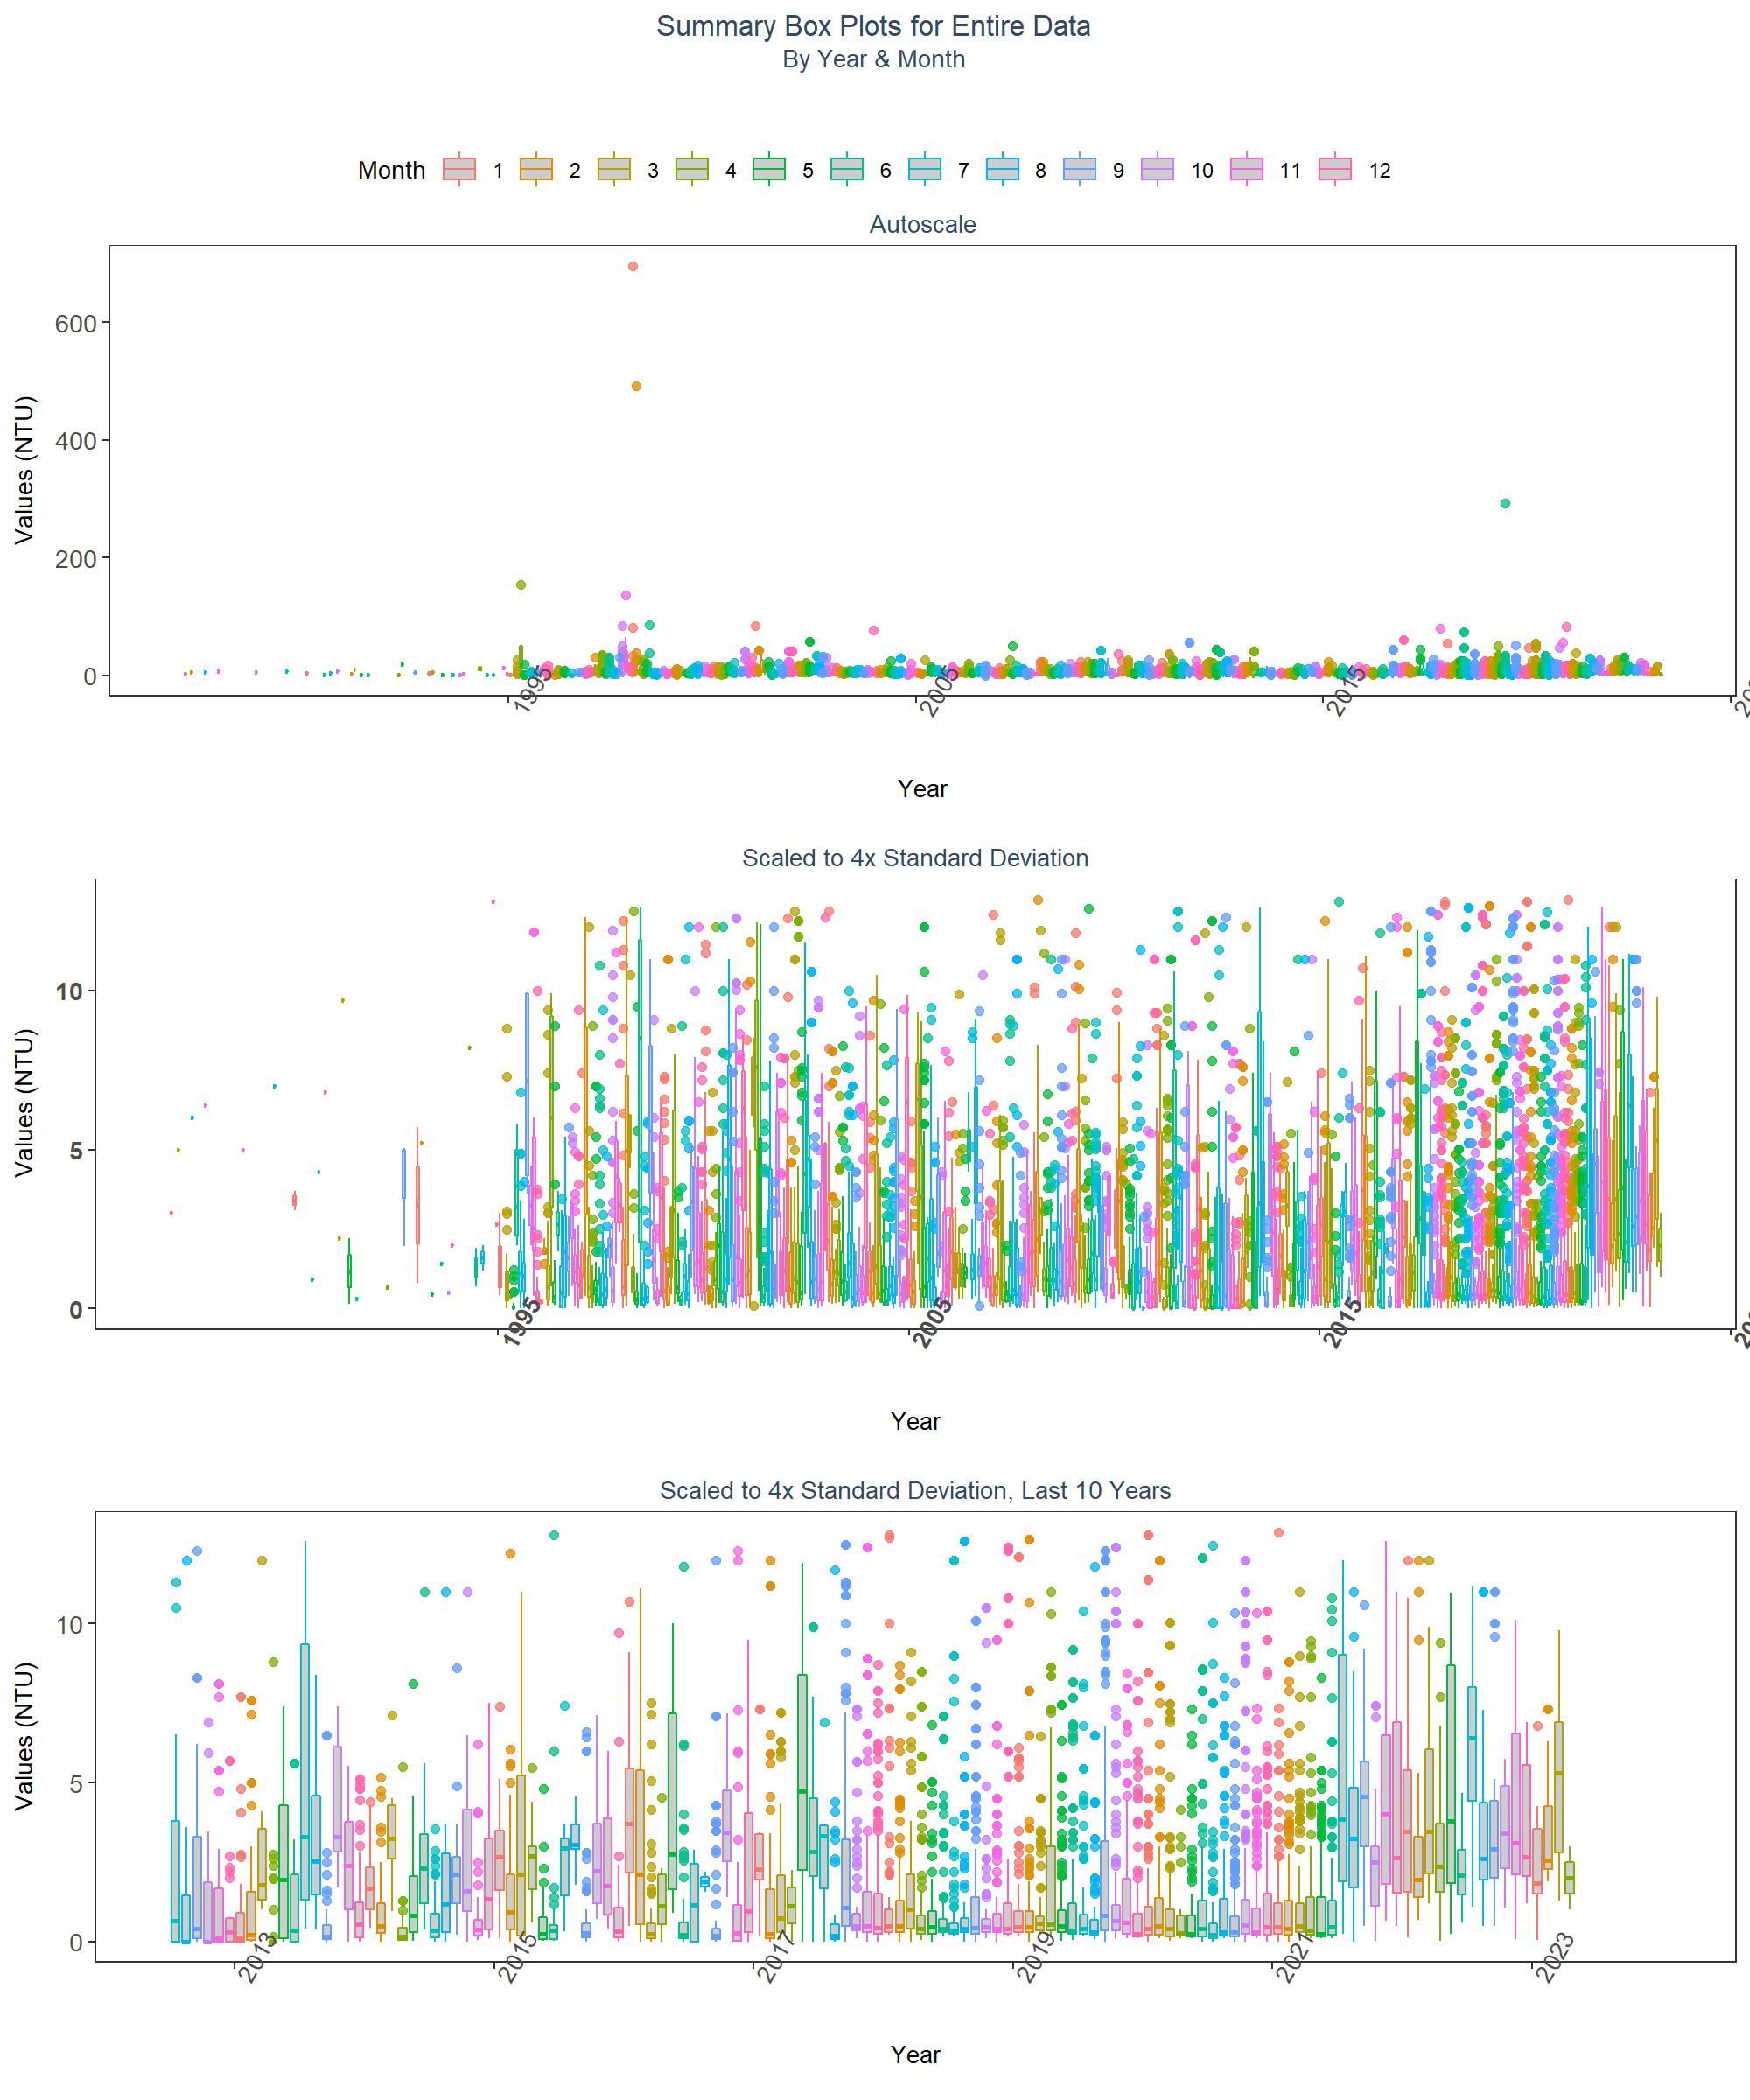 Summary Box Plots for Entire Data
By Year & Month
Month 1 2 3 4 5 6 7 8 9 10 11 12
Autoscale
Values (NTU)
600
400
200
0
1995 2005 2015
Year
Scaled to 4x Standard Deviation
Values (NTU)
10
5
0
1995 2005 2015
Year
Scaled to 4x Standard Deviation, Last 10 Years
Values (NTU)
10
5
0
2013 2015 2017 2019 2021 2023
Year